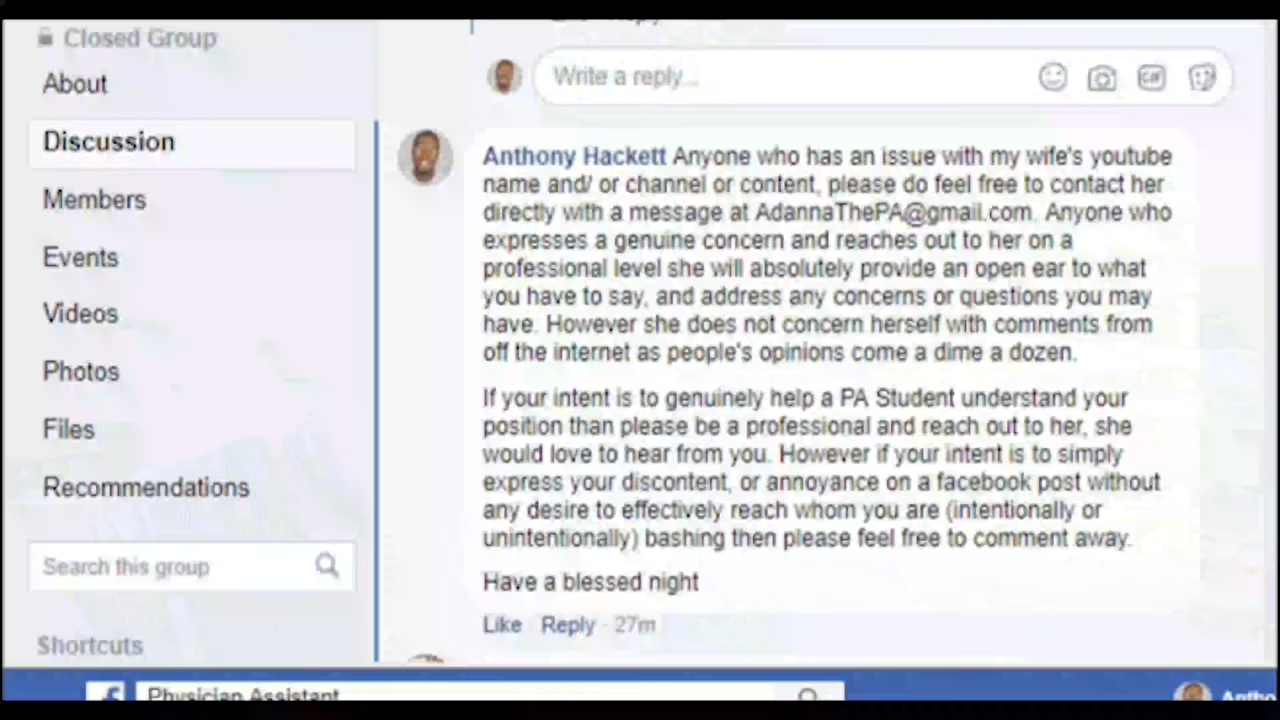 Closed Group
About
Discussion
Members
Events
Videos
Photos
Files
Recommendations
Search this group
Shortcuts
Write a reply...
GIF
Anthony Hackett Anyone who has an issue with my wife's youtube
name and/ or channel or content, please do feel free to contact her
directly with a message at AdannaThePA@gmail.com. Anyone who
expresses a genuine concern and reaches out to her on a
professional level she will absolutely provide an open ear to what
you have to say, and address any concerns or questions you may
have. However she does not concern herself with comments from
off the internet as people's opinions come a dime a dozen.
If your intent is to genuinely help a PA Student understand your
position than please be a professional and reach out to her, she
would love to hear from you. However if your intent is to simply
express your discontent, or annoyance on a facebook post without
any desire to effectively reach whom you are (intentionally or
unintentionally) bashing then please feel free to comment away.
Have a blessed night
Like · Reply · 27m
Physician Assistant
Antho